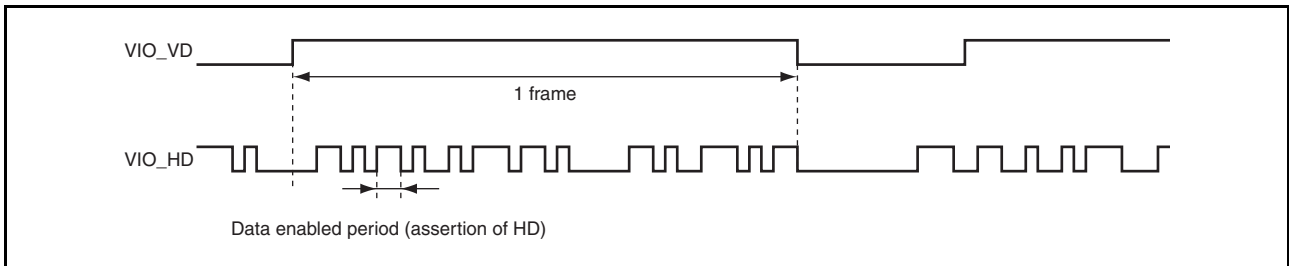 VIO_VD
1 frame
VIO_HD
Data enabled period (assertion of HD)